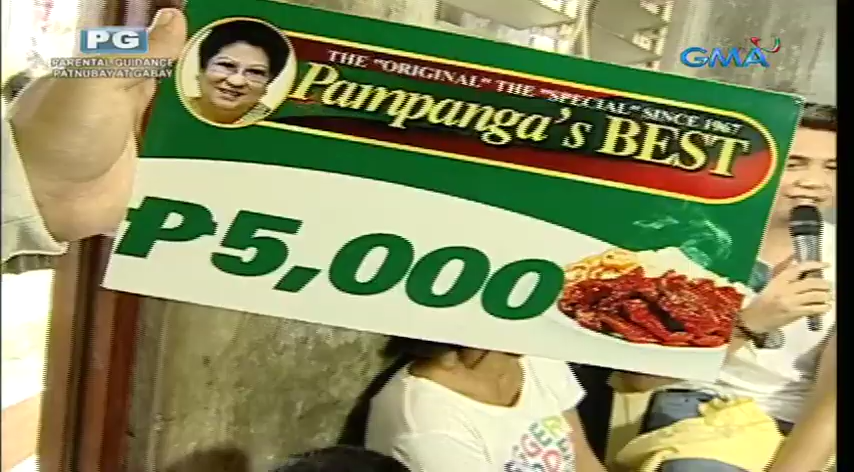 PG
PARENTAL GUIDANCE
PATNUBAY AT GABAY
GMA
THE "ORIGINAL" THE "SPECIAL" SINCE 1967
Pampanga's BEST
₱5,000